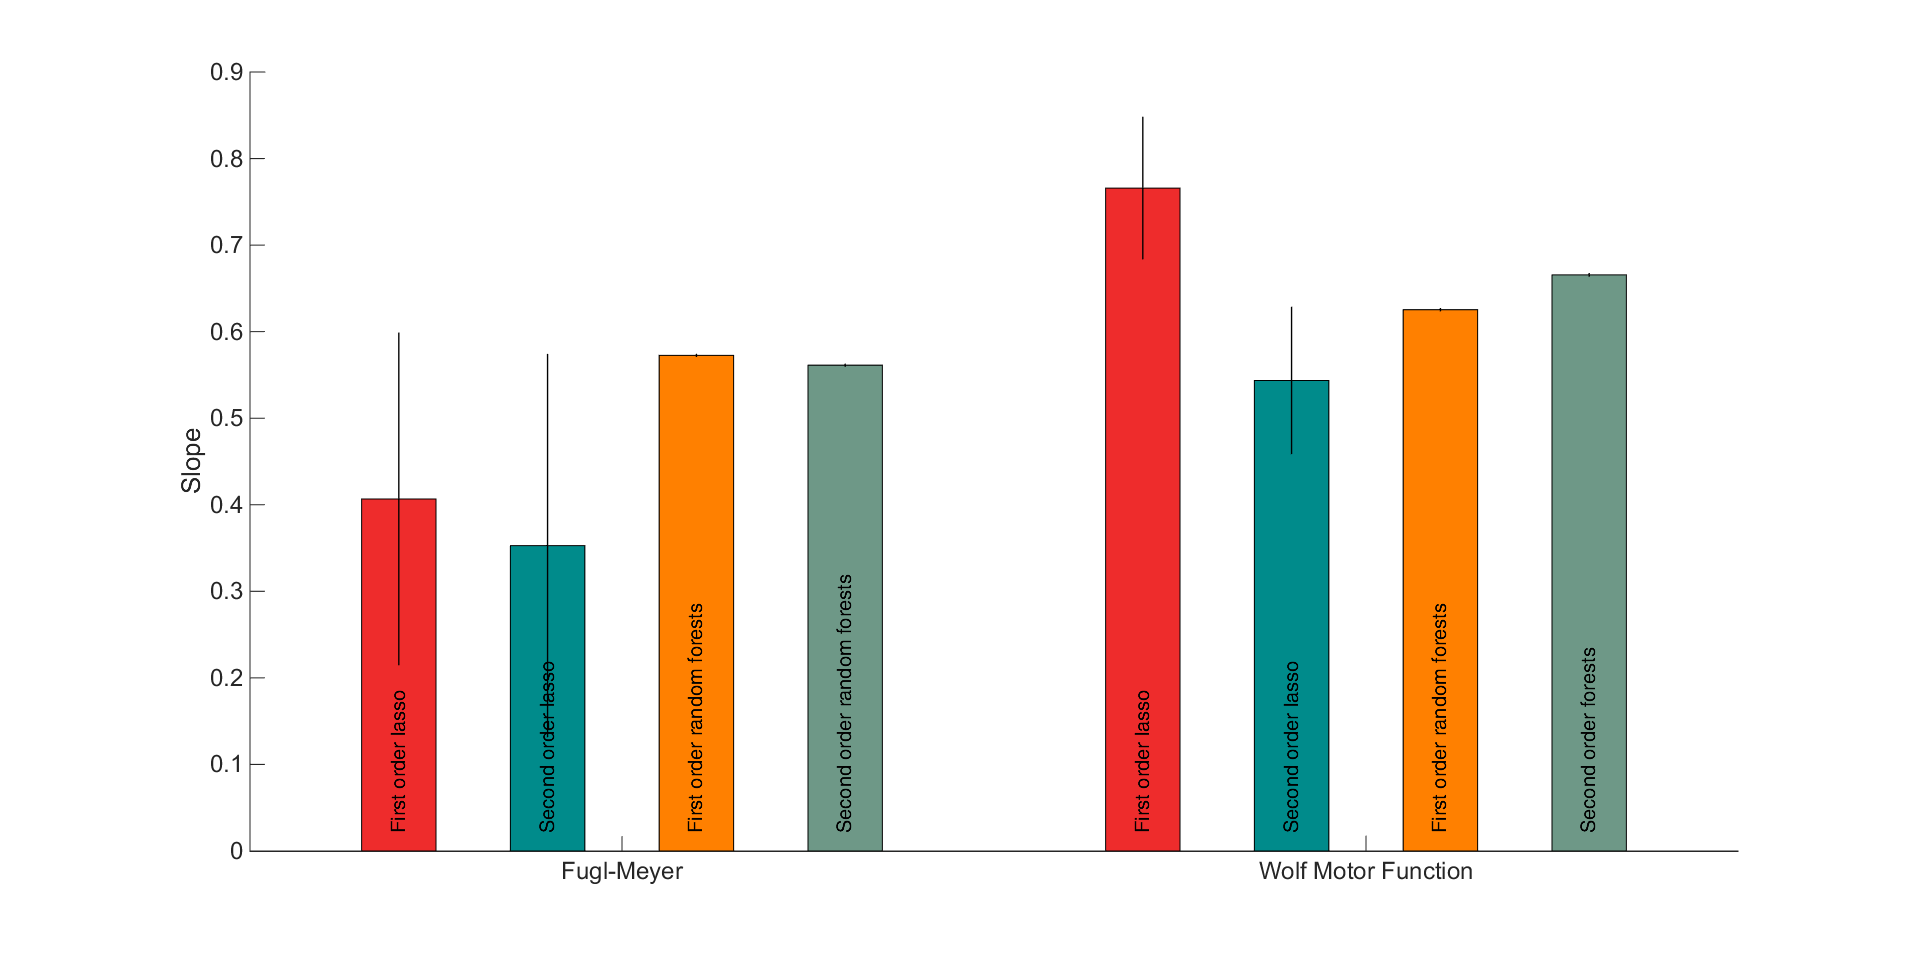 0.9
0.8
0.7
0.6
0.5
0.4
0.3
0.2
0.1
0
Slope
First order lasso
Second order lasso
First order random forests
Second order random forests
First order lasso
Second order lasso
First order random forests
Second order forests
Fugl-Meyer
Wolf Motor Function